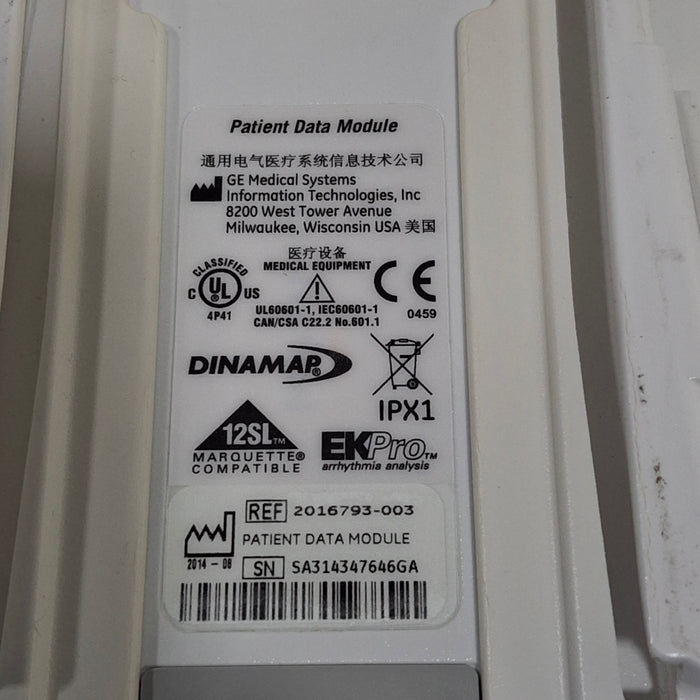 Patient Data Module
通用电气医疗系统信息技术公司
GE Medical Systems
Information Technologies, Inc
8200 West Tower Avenue
Milwaukee, Wisconsin USA 美国
医疗设备
MEDICAL EQUIPMENT
CLASSIFIED
C UL® US
4P41
UL60601-1, IEC60601-1
CAN/CSA C22.2 No.601.1
CE
0459
DINAMAP®
IPX1
12SL™
MARQUETTE®
COMPATIBLE
EKPro™
arrhythmia analysis
REF 2016793-003
PATIENT DATA MODULE
2014-08
SN SA314347646GA